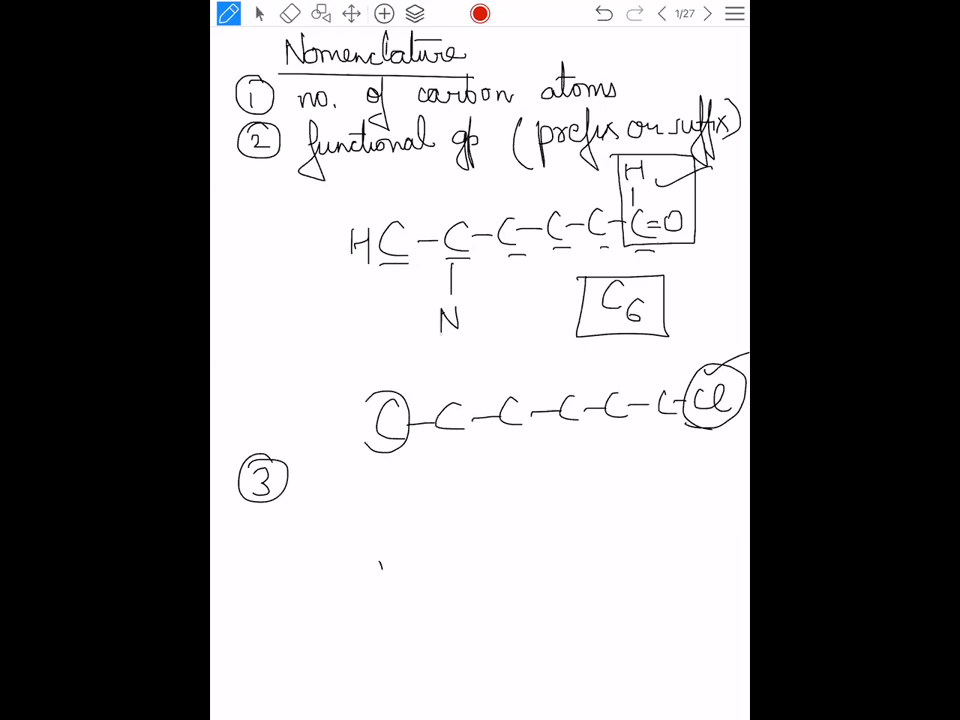 1/27
Nomenclature
① no. of carbon atoms
② functional gp (prefix or suffix)
H
HC-C-C-C-C-C=O
N
C6
C-C-C-C-C-C-Cl
③